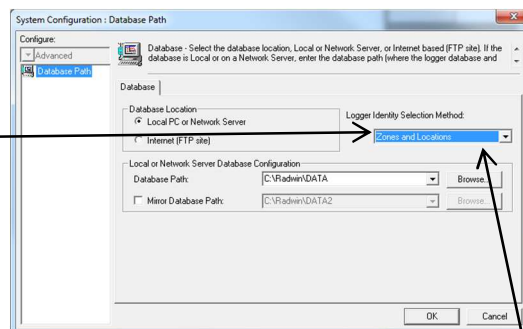 System Configuration : Database Path
Configure:
Advanced
Database Path
Database - Select the database location, Local or Network Server, or Internet based (FTP site). If the
database is Local or on a Network Server, enter the database path (where the logger database and
Database
Database Location
Local PC or Network Server
Internet (FTP site)
Logger Identity Selection Method:
Zones and Locations
Local or Network Server Database Configuration
Database Path:
C:\Radwin\DATA
Browse...
Mirror Database Path:
C:\Radwin\DATA2
Browse...
OK
Cancel